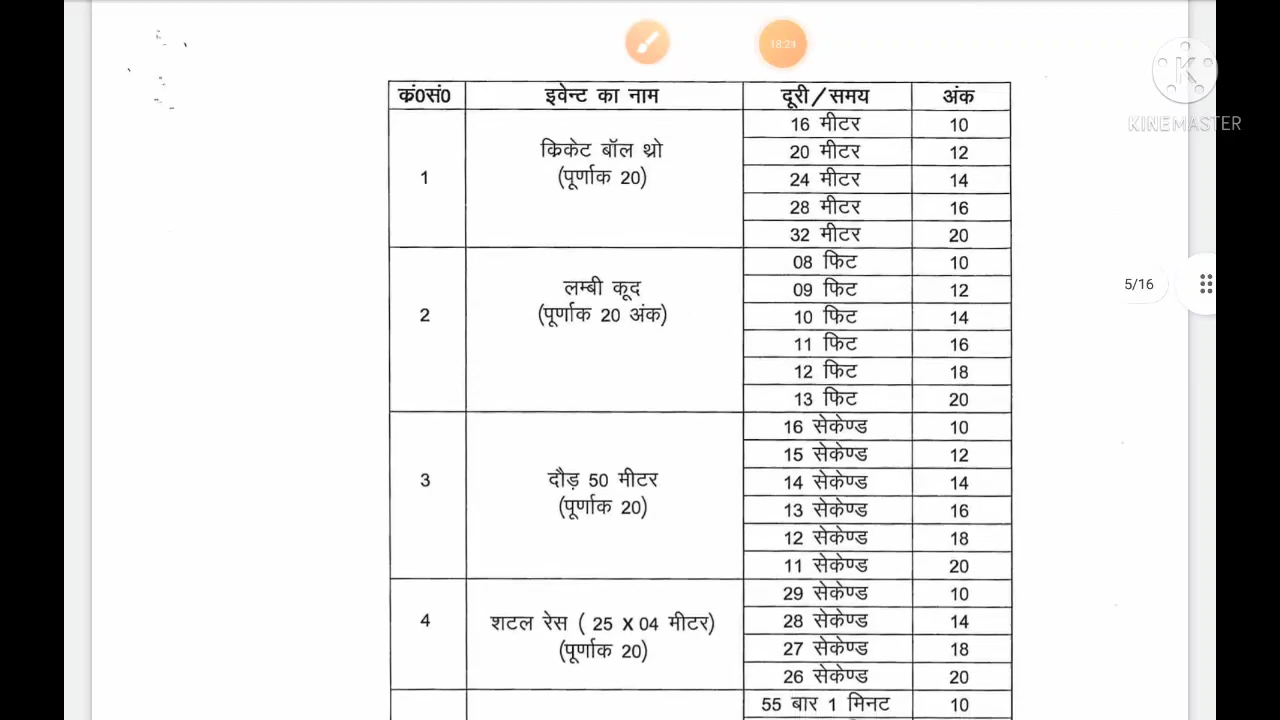 18:24
KINEMASTER
कं0सं0 इवेन्ट का नाम दूरी/समय अंक
1 किकेट बॉल थ्रो (पूर्णाक 20) 16 मीटर 10
20 मीटर 12
24 मीटर 14
28 मीटर 16
32 मीटर 20
2 लम्बी कूद (पूर्णाक 20 अंक) 08 फिट 10
09 फिट 12
10 फिट 14
11 फिट 16
12 फिट 18
13 फिट 20
3 दौड़ 50 मीटर (पूर्णाक 20) 16 सेकेण्ड 10
15 सेकेण्ड 12
14 सेकेण्ड 14
13 सेकेण्ड 16
12 सेकेण्ड 18
11 सेकेण्ड 20
4 शटल रेस ( 25 X 04 मीटर) (पूर्णाक 20) 29 सेकेण्ड 10
28 सेकेण्ड 14
27 सेकेण्ड 18
26 सेकेण्ड 20
55 बार 1 मिनट 10
5/16